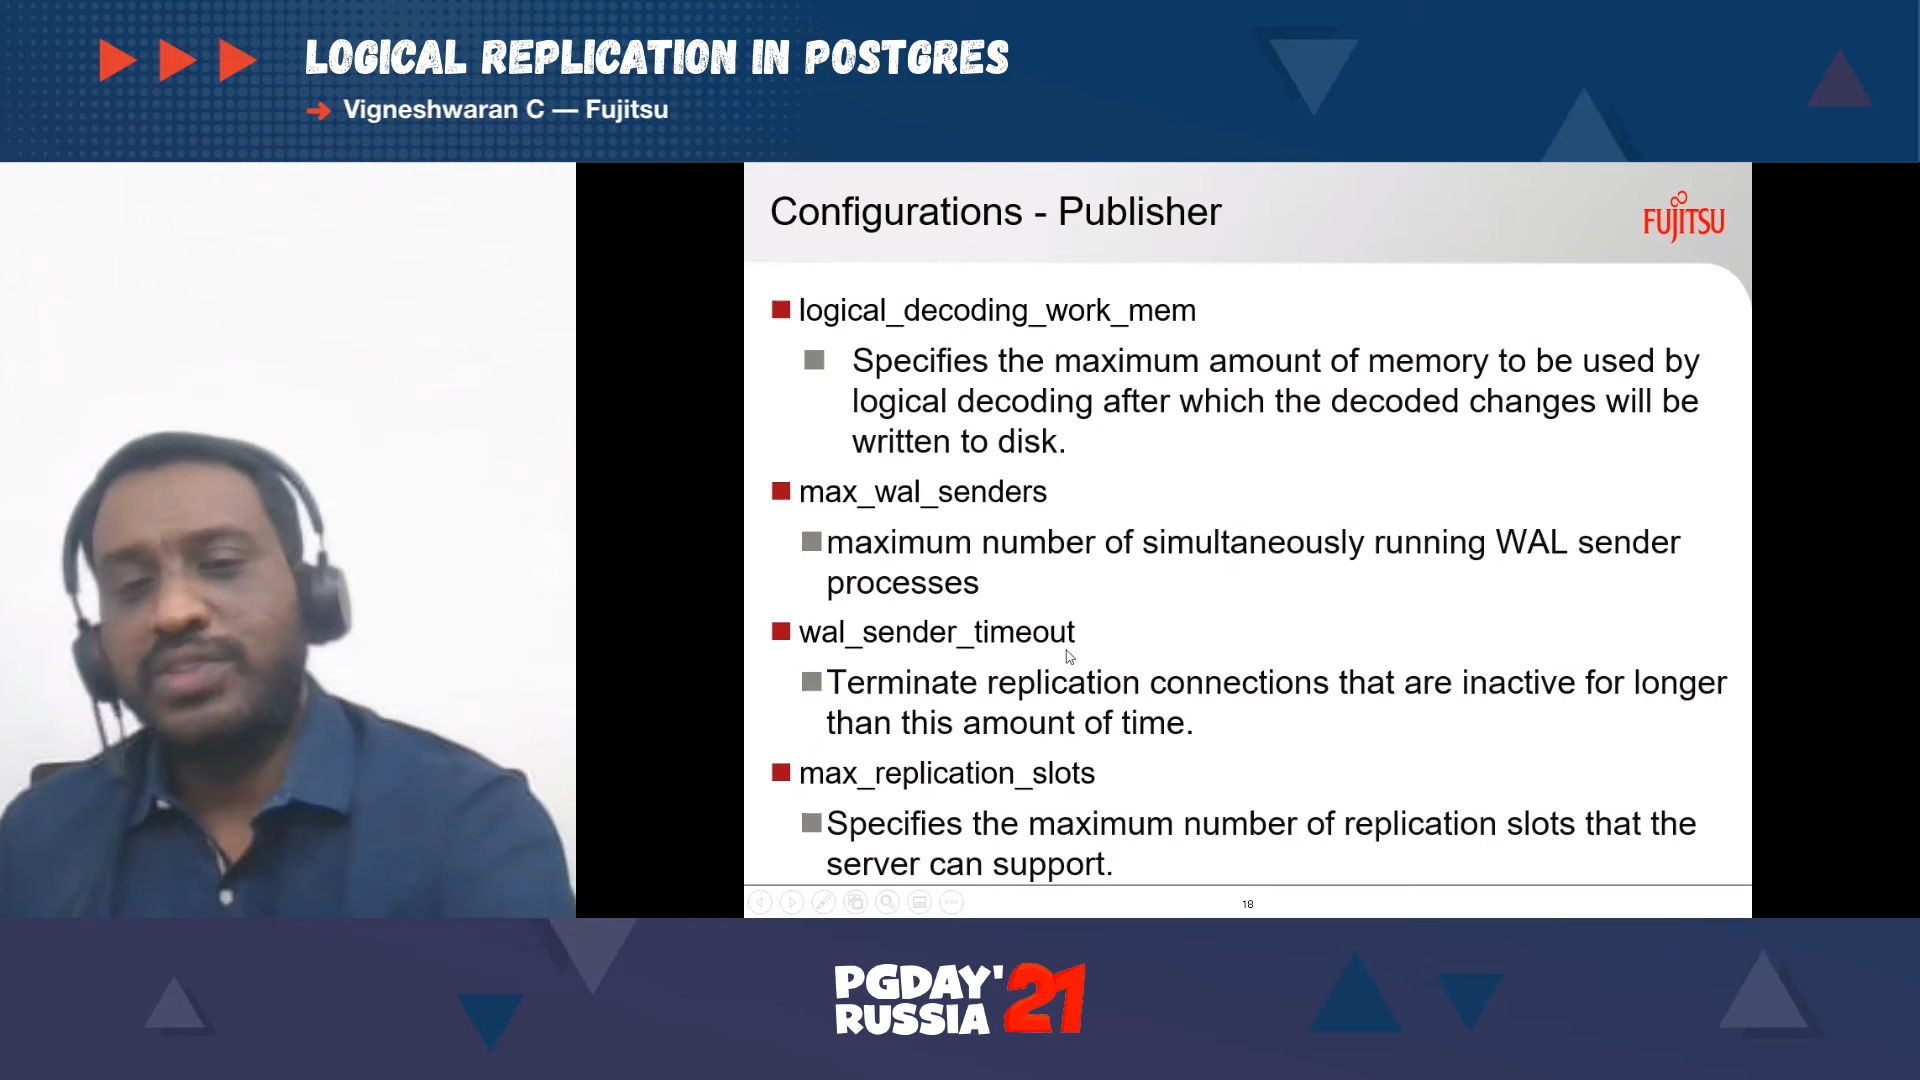 LOGICAL REPLICATION IN POSTGRES
Vigneshwaran C — Fujitsu
Configurations - Publisher
FUJITSU
logical_decoding_work_mem
Specifies the maximum amount of memory to be used by
logical decoding after which the decoded changes will be
written to disk.
max_wal_senders
maximum number of simultaneously running WAL sender
processes
wal_sender_timeout
Terminate replication connections that are inactive for longer
than this amount of time.
max_replication_slots
Specifies the maximum number of replication slots that the
server can support.
18
PGDAY'21
RUSSIA